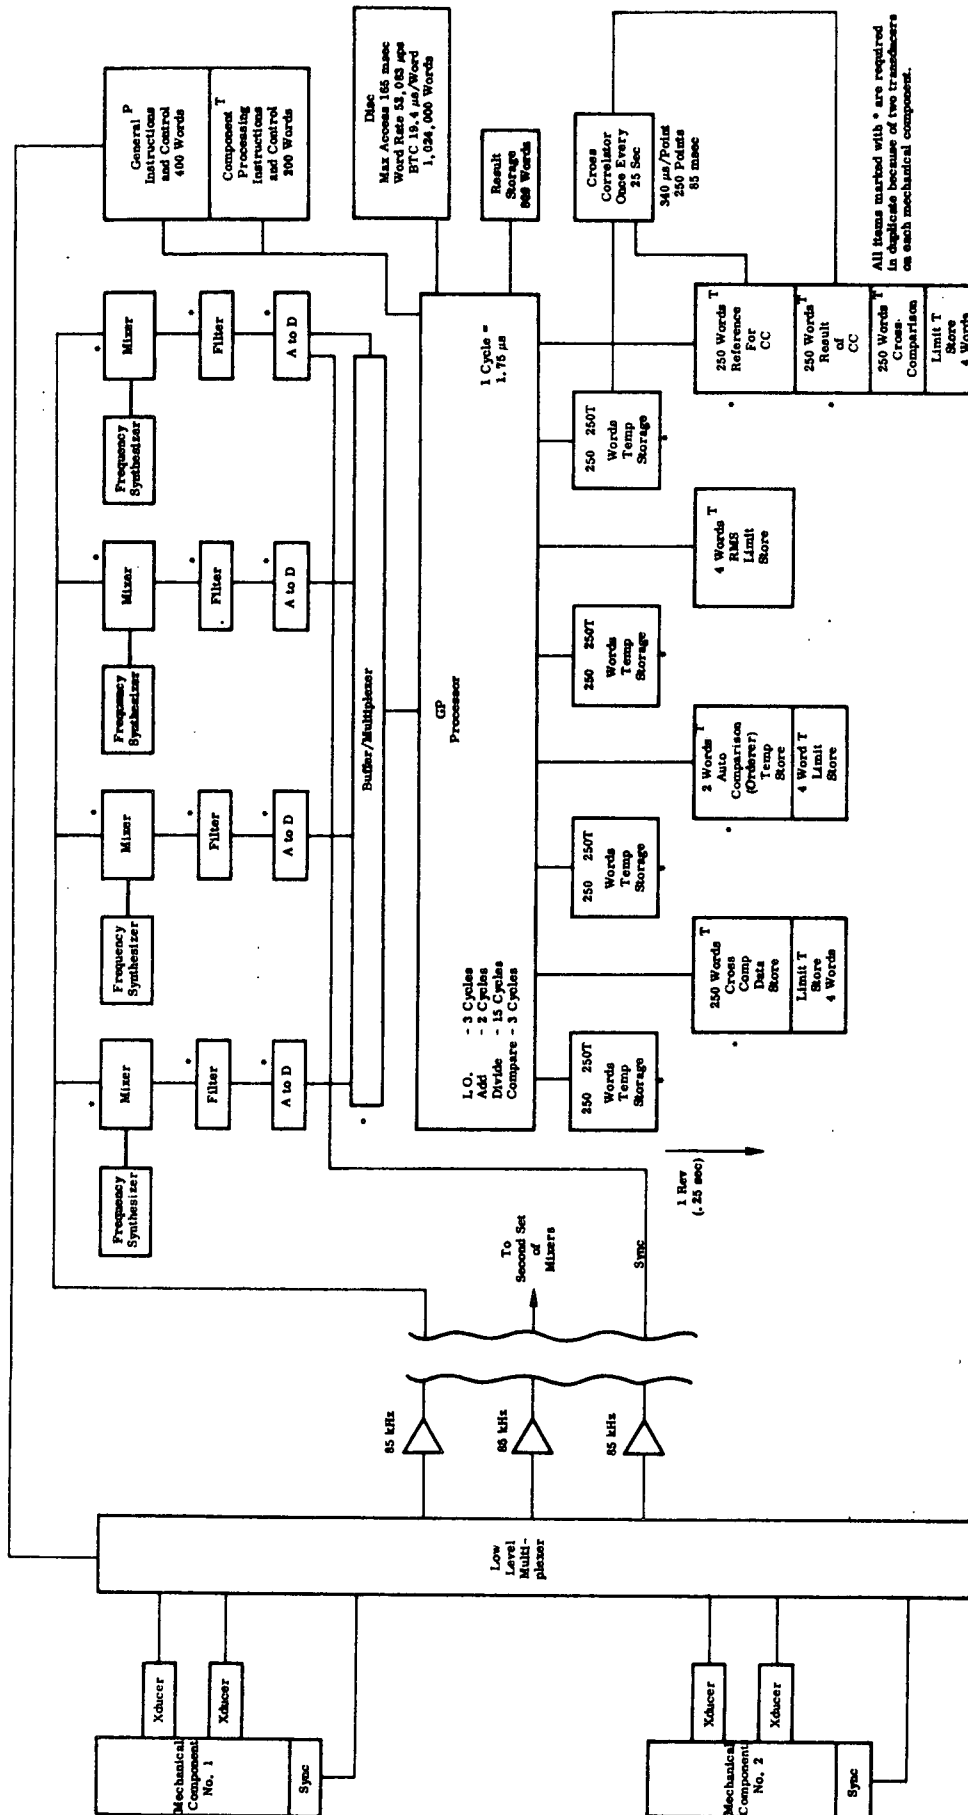 Mechanical
Component
No. 1
Sync
Xducer
Xducer
Mechanical
Component
No. 2
Sync
Xducer
Xducer
Low
Level
Multi-
plexer
85 kHz
85 kHz
85 kHz
To
Second Set
of
Mixers
Sync
1 Rev
(.25 sec)
Frequency
Synthesizer
* Mixer
* Filter
* A to D
Frequency
Synthesizer
* Mixer
* Filter
* A to D
Frequency
Synthesizer
* Mixer
* Filter
* A to D
Frequency
Synthesizer
* Mixer
* Filter
* A to D
* Buffer/Multiplexer
GP
Processor
L.O. - 3 Cycles
Add - 2 Cycles
Divide - 15 Cycles
Compare - 3 Cycles
1 Cycle =
1.75 μs
General P
Instructions
and Control
400 Words
Component T
Processing
Instructions
and Control
200 Words
Disc
Max Access 165 msec
Word Rate 53,083 μps
BTC 19.4 μs/Word
1,024,000 Words
Result
Storage
Words
Cross
Correlator
Once Every
25 Sec
340 μs/Point
250 Points
85 msec
250 250T
Words
Temp
Storage
*
250 Words T
Cross
Comp
Data
Store
Limit T
Store
4 Words
*
250 250T
Words
Temp
Storage
*
2 Words T
Auto
Comparison
(Orderer)
Temp
Store
4 Word T
Limit
Store
*
250 250T
Words
Temp
Storage
*
4 Words T
RMS
Limit
Store
250 250T
Words
Temp
Storage
*
250 Words T
Reference
For
CC
*
250 Words T
Result
of
CC
*
250 Words T
Cross-
Comparison
Limit T
Store
4 Words
All items marked with * are required
in duplicate because of two transducers
on each mechanical component.